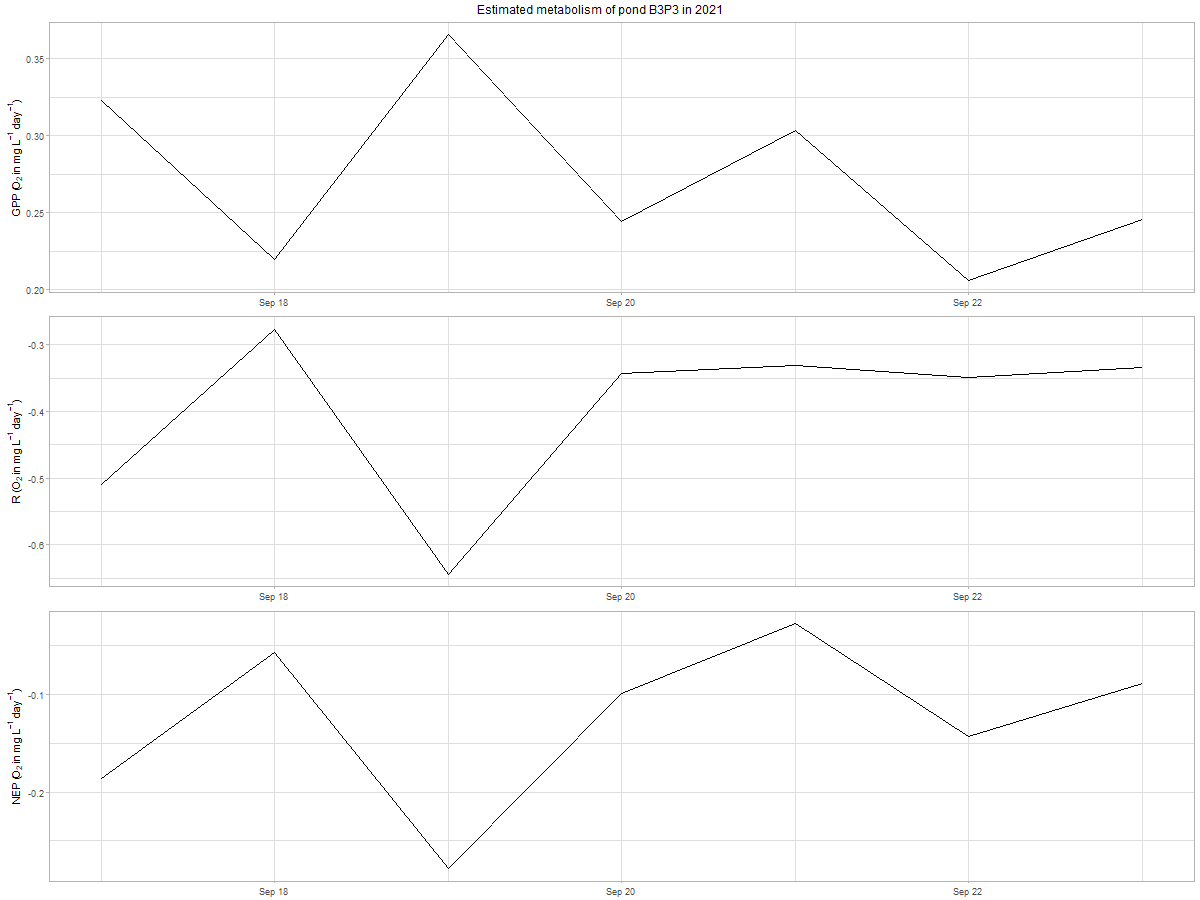 Estimated metabolism of pond B3P3 in 2021
GPP (O₂ in mg L⁻¹ day⁻¹)
0.35
0.30
0.25
0.20
Sep 18 Sep 20 Sep 22
R (O₂ in mg L⁻¹ day⁻¹)
-0.3
-0.4
-0.5
-0.6
Sep 18 Sep 20 Sep 22
NEP (O₂ in mg L⁻¹ day⁻¹)
-0.1
-0.2
Sep 18 Sep 20 Sep 22